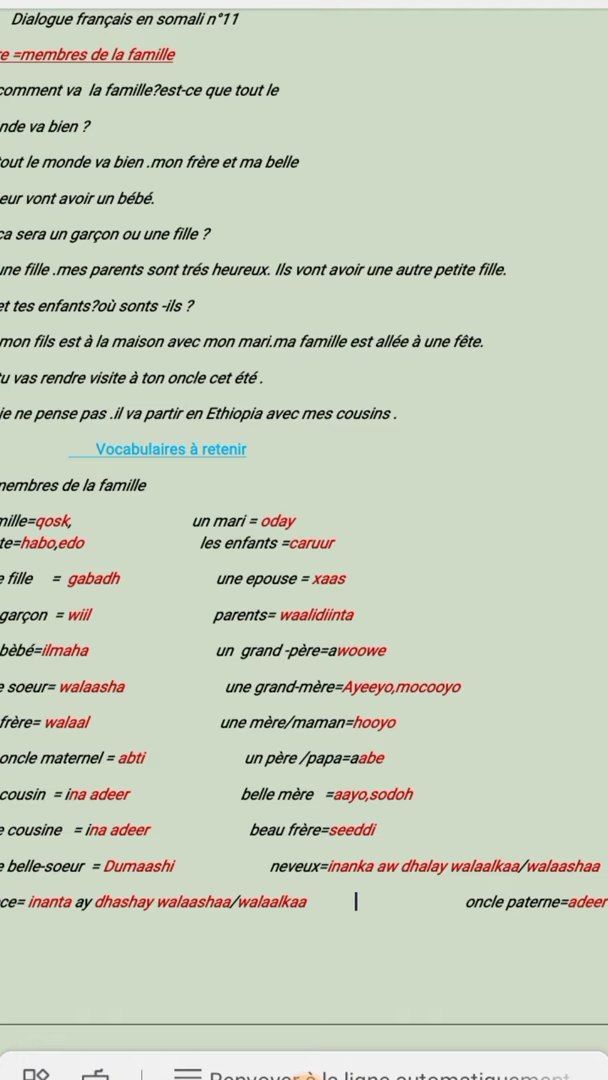 Dialogue français en somali n°11
re =membres de la famille
comment va la famille?est-ce que tout le
nde va bien ?
tout le monde va bien .mon frère et ma belle
eur vont avoir un bébé.
ça sera un garçon ou une fille ?
une fille .mes parents sont trés heureux. Ils vont avoir une autre petite fille.
et tes enfants?où sonts -ils ?
mon fils est à la maison avec mon mari.ma famille est allée à une fête.
tu vas rendre visite à ton oncle cet été .
je ne pense pas .il va partir en Ethiopia avec mes cousins .
Vocabulaires à retenir
membres de la famille
mille=qosk, un mari = oday
te=habo,edo les enfants =caruur
e fille = gabadh une epouse = xaas
garçon = wiil parents= waalidiinta
bèbé=ilmaha un grand -père=awoowe
e soeur= walaasha une grand-mère=Ayeeyo,mocooyo
frère= walaal une mère/maman=hooyo
oncle maternel = abti un père /papa=aabe
cousin = ina adeer belle mère =aayo,sodoh
e cousine = ina adeer beau frère=seeddi
e belle-soeur = Dumaashi neveux=inanka aw dhalay walaalkaa/walaashaa
ce= inanta ay dhashay walaashaa/walaalkaa oncle paterne=adeer
Renvoyer à la ligne automatiquement